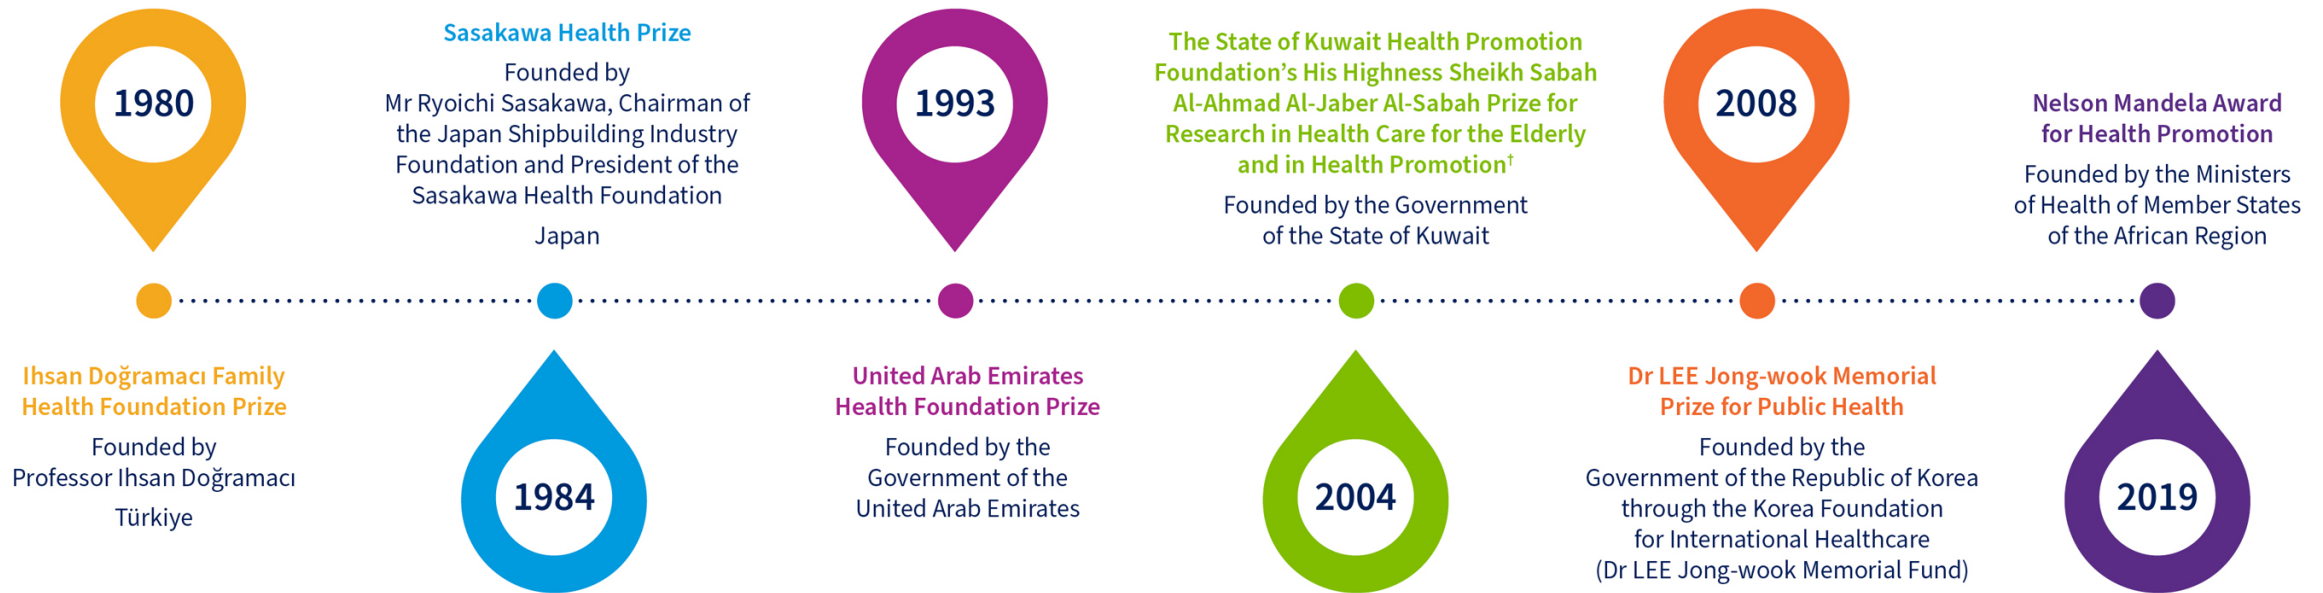 1980
Ihsan Doğramacı Family
Health Foundation Prize
Founded by
Professor Ihsan Doğramacı
Türkiye
Sasakawa Health Prize
Founded by
Mr Ryoichi Sasakawa, Chairman of
the Japan Shipbuilding Industry
Foundation and President of the
Sasakawa Health Foundation
Japan
1984
1993
United Arab Emirates
Health Foundation Prize
Founded by the
Government of the
United Arab Emirates
The State of Kuwait Health Promotion
Foundation’s His Highness Sheikh Sabah
Al-Ahmad Al-Jaber Al-Sabah Prize for
Research in Health Care for the Elderly
and in Health Promotion†
Founded by the Government
of the State of Kuwait
2004
2008
Dr LEE Jong-wook Memorial
Prize for Public Health
Founded by the
Government of the Republic of Korea
through the Korea Foundation
for International Healthcare
(Dr LEE Jong-wook Memorial Fund)
Nelson Mandela Award
for Health Promotion
Founded by the Ministers
of Health of Member States
of the African Region
2019